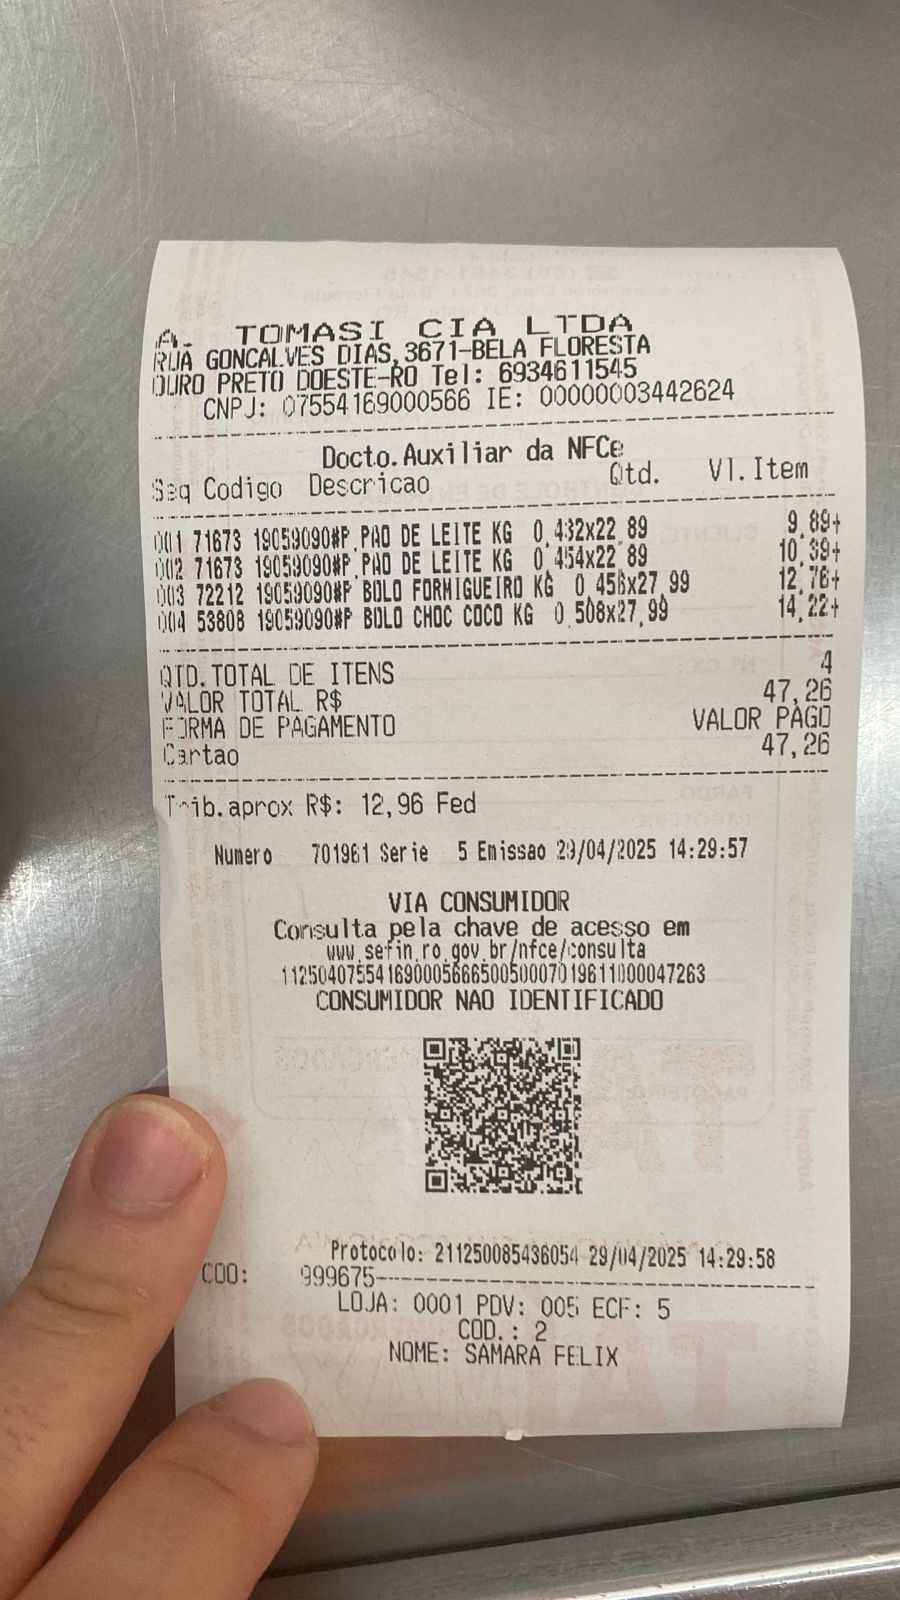 A. TOMASI CIA LTDA
RUA GONCALVES DIAS,3671-BELA FLORESTA
OURO PRETO DOESTE-RO Tel: 6934611545
CNPJ: 07554169000566 IE: 00000003442624
Docto.Auxiliar da NFCe
Seq Codigo Descricao Qtd. Vl.Item
001 71673 19059090#P.PAO DE LEITE KG 0,432x22,89 9,89+
002 71673 19059090#P.PAO DE LEITE KG 0,454x22,89 10,39+
003 72212 19059090#P BOLO FORMIGUEIRO KG 0,456x27,99 12,76+
004 53808 19059090#P BOLO CHOC COCO KG 0,508x27,99 14,22+
QTD.TOTAL DE ITENS 4
VALOR TOTAL R$ 47,26
FORMA DE PAGAMENTO VALOR PAGO
Cartao 47,26
Trib.aprox R$: 12,96 Fed
Numero 701961 Serie 5 Emissao 29/04/2025 14:29:57
VIA CONSUMIDOR
Consulta pela chave de acesso em
www.sefin.ro.gov.br/nfce/consulta
11250407554169000566650050007019611000047263
CONSUMIDOR NAO IDENTIFICADO
Protocolo: 211250085436054 29/04/2025 14:29:58
COO: 999675
LOJA: 0001 PDV: 005 ECF: 5
COD.: 2
NOME: SAMARA FELIX